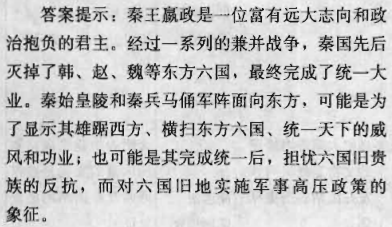 答案提示：秦王嬴政是一位富有远大志向和政
治抱负的君主。经过一系列的兼并战争，秦国先后
灭掉了韩、赵、魏等东方六国，最终完成了统一大
业。秦始皇陵和秦兵马俑军阵面向东方，可能是为
了显示其雄踞西方、横扫东方六国、统一天下的威
风和功业；也可能是其完成统一后，担忧六国旧贵
族的反抗，而对六国旧地实施军事高压政策的
象征。